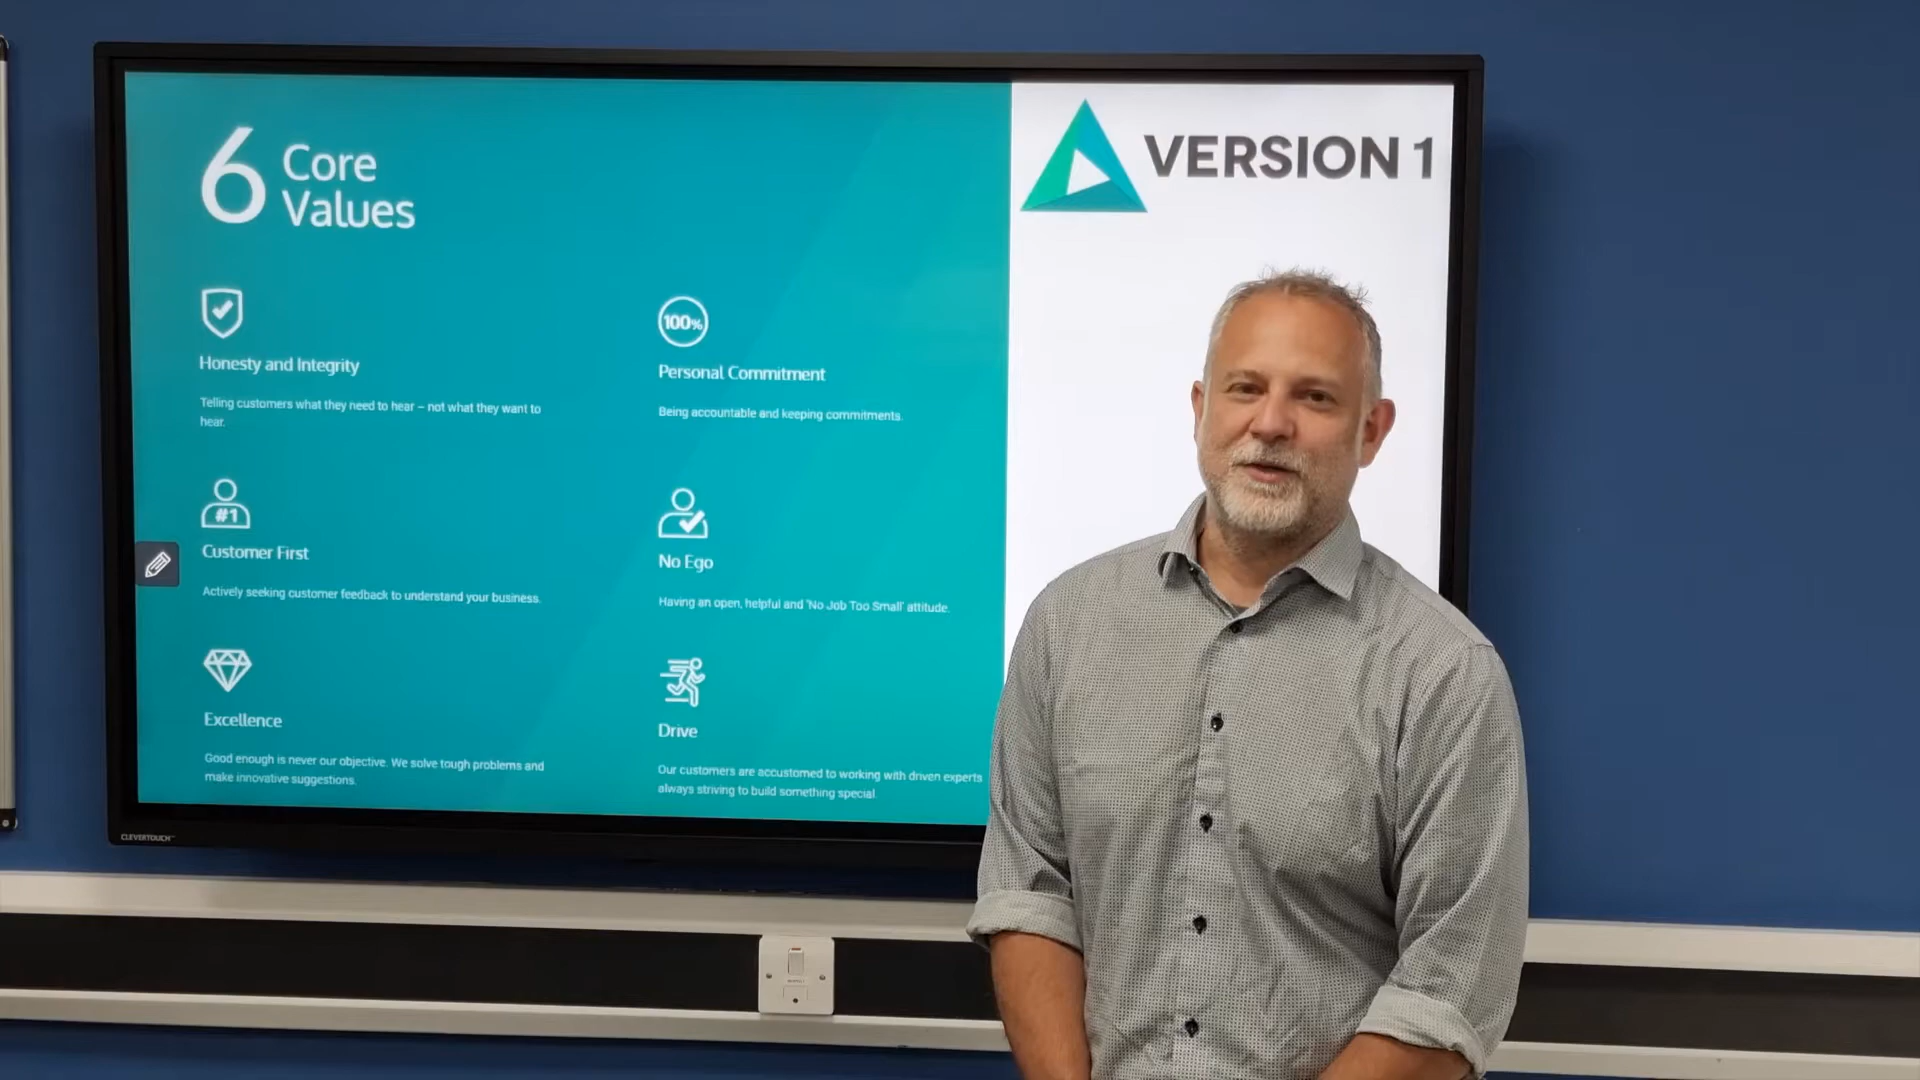 6 Core
Values
VERSION 1
100%
Honesty and Integrity
Telling customers what they need to hear – not what they want to
hear.
Personal Commitment
Being accountable and keeping commitments.
#1
Customer First
Actively seeking customer feedback to understand your business.
No Ego
Having an open, helpful and 'No Job Too Small' attitude.
Excellence
Good enough is never our objective. We solve tough problems and
make innovative suggestions.
Drive
Our customers are accustomed to working with driven experts
always striving to build something special.
CLEVERTOUCH™